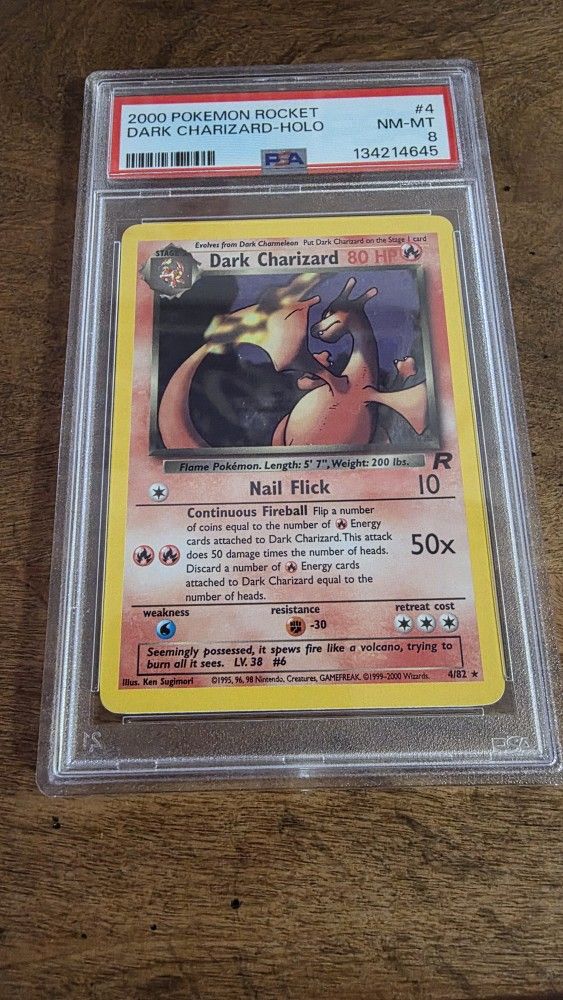 2000 POKEMON ROCKET #4
DARK CHARIZARD-HOLO NM-MT
8
PSA 134214645
Evolves from Dark Charmeleon Put Dark Charizard on the Stage 1 card
STAGE
Dark Charizard 80 HP
Flame Pokémon. Length: 5' 7", Weight: 200 lbs.
R
Nail Flick 10
Continuous Fireball Flip a number
of coins equal to the number of Energy
cards attached to Dark Charizard. This attack
does 50 damage times the number of heads.
Discard a number of Energy cards
attached to Dark Charizard equal to the
number of heads.
50x
weakness resistance retreat cost
-30
Seemingly possessed, it spews fire like a volcano, trying to
burn all it sees. LV. 38 #6
Illus. Ken Sugimori ©1995, 96, 98 Nintendo, Creatures, GAMEFREAK. ©1999-2000 Wizards. 4/82 ★